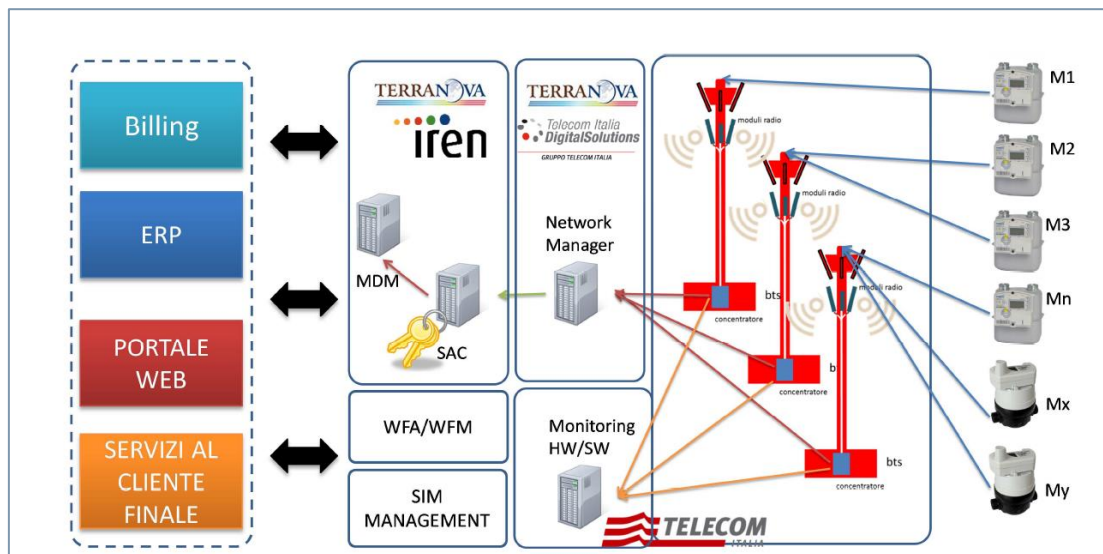 Billing
ERP
PORTALE
WEB
SERVIZI AL
CLIENTE
FINALE
TERRANOVA
iren
MDM
SAC
WFA/WFM
SIM
MANAGEMENT
TERRANOVA
Telecom Italia
DigitalSolutions
GRUPPO TELECOM ITALIA
Network
Manager
Monitoring
HW/SW
TELECOM
ITALIA
moduli radio
moduli radio
moduli radio
bts
concentratore
b
concentratore
bts
concentratore
M1
M2
M3
Mn
Mx
My